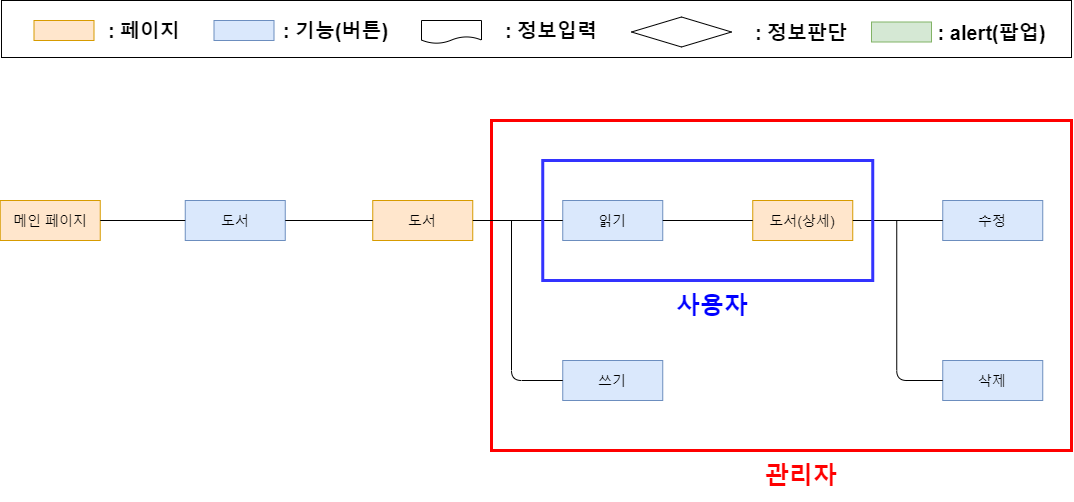 : 페이지
: 기능(버튼)
: 정보입력
: 정보판단
: alert(팝업)
메인 페이지
도서
도서
읽기
도서(상세)
수정
사용자
쓰기
삭제
관리자